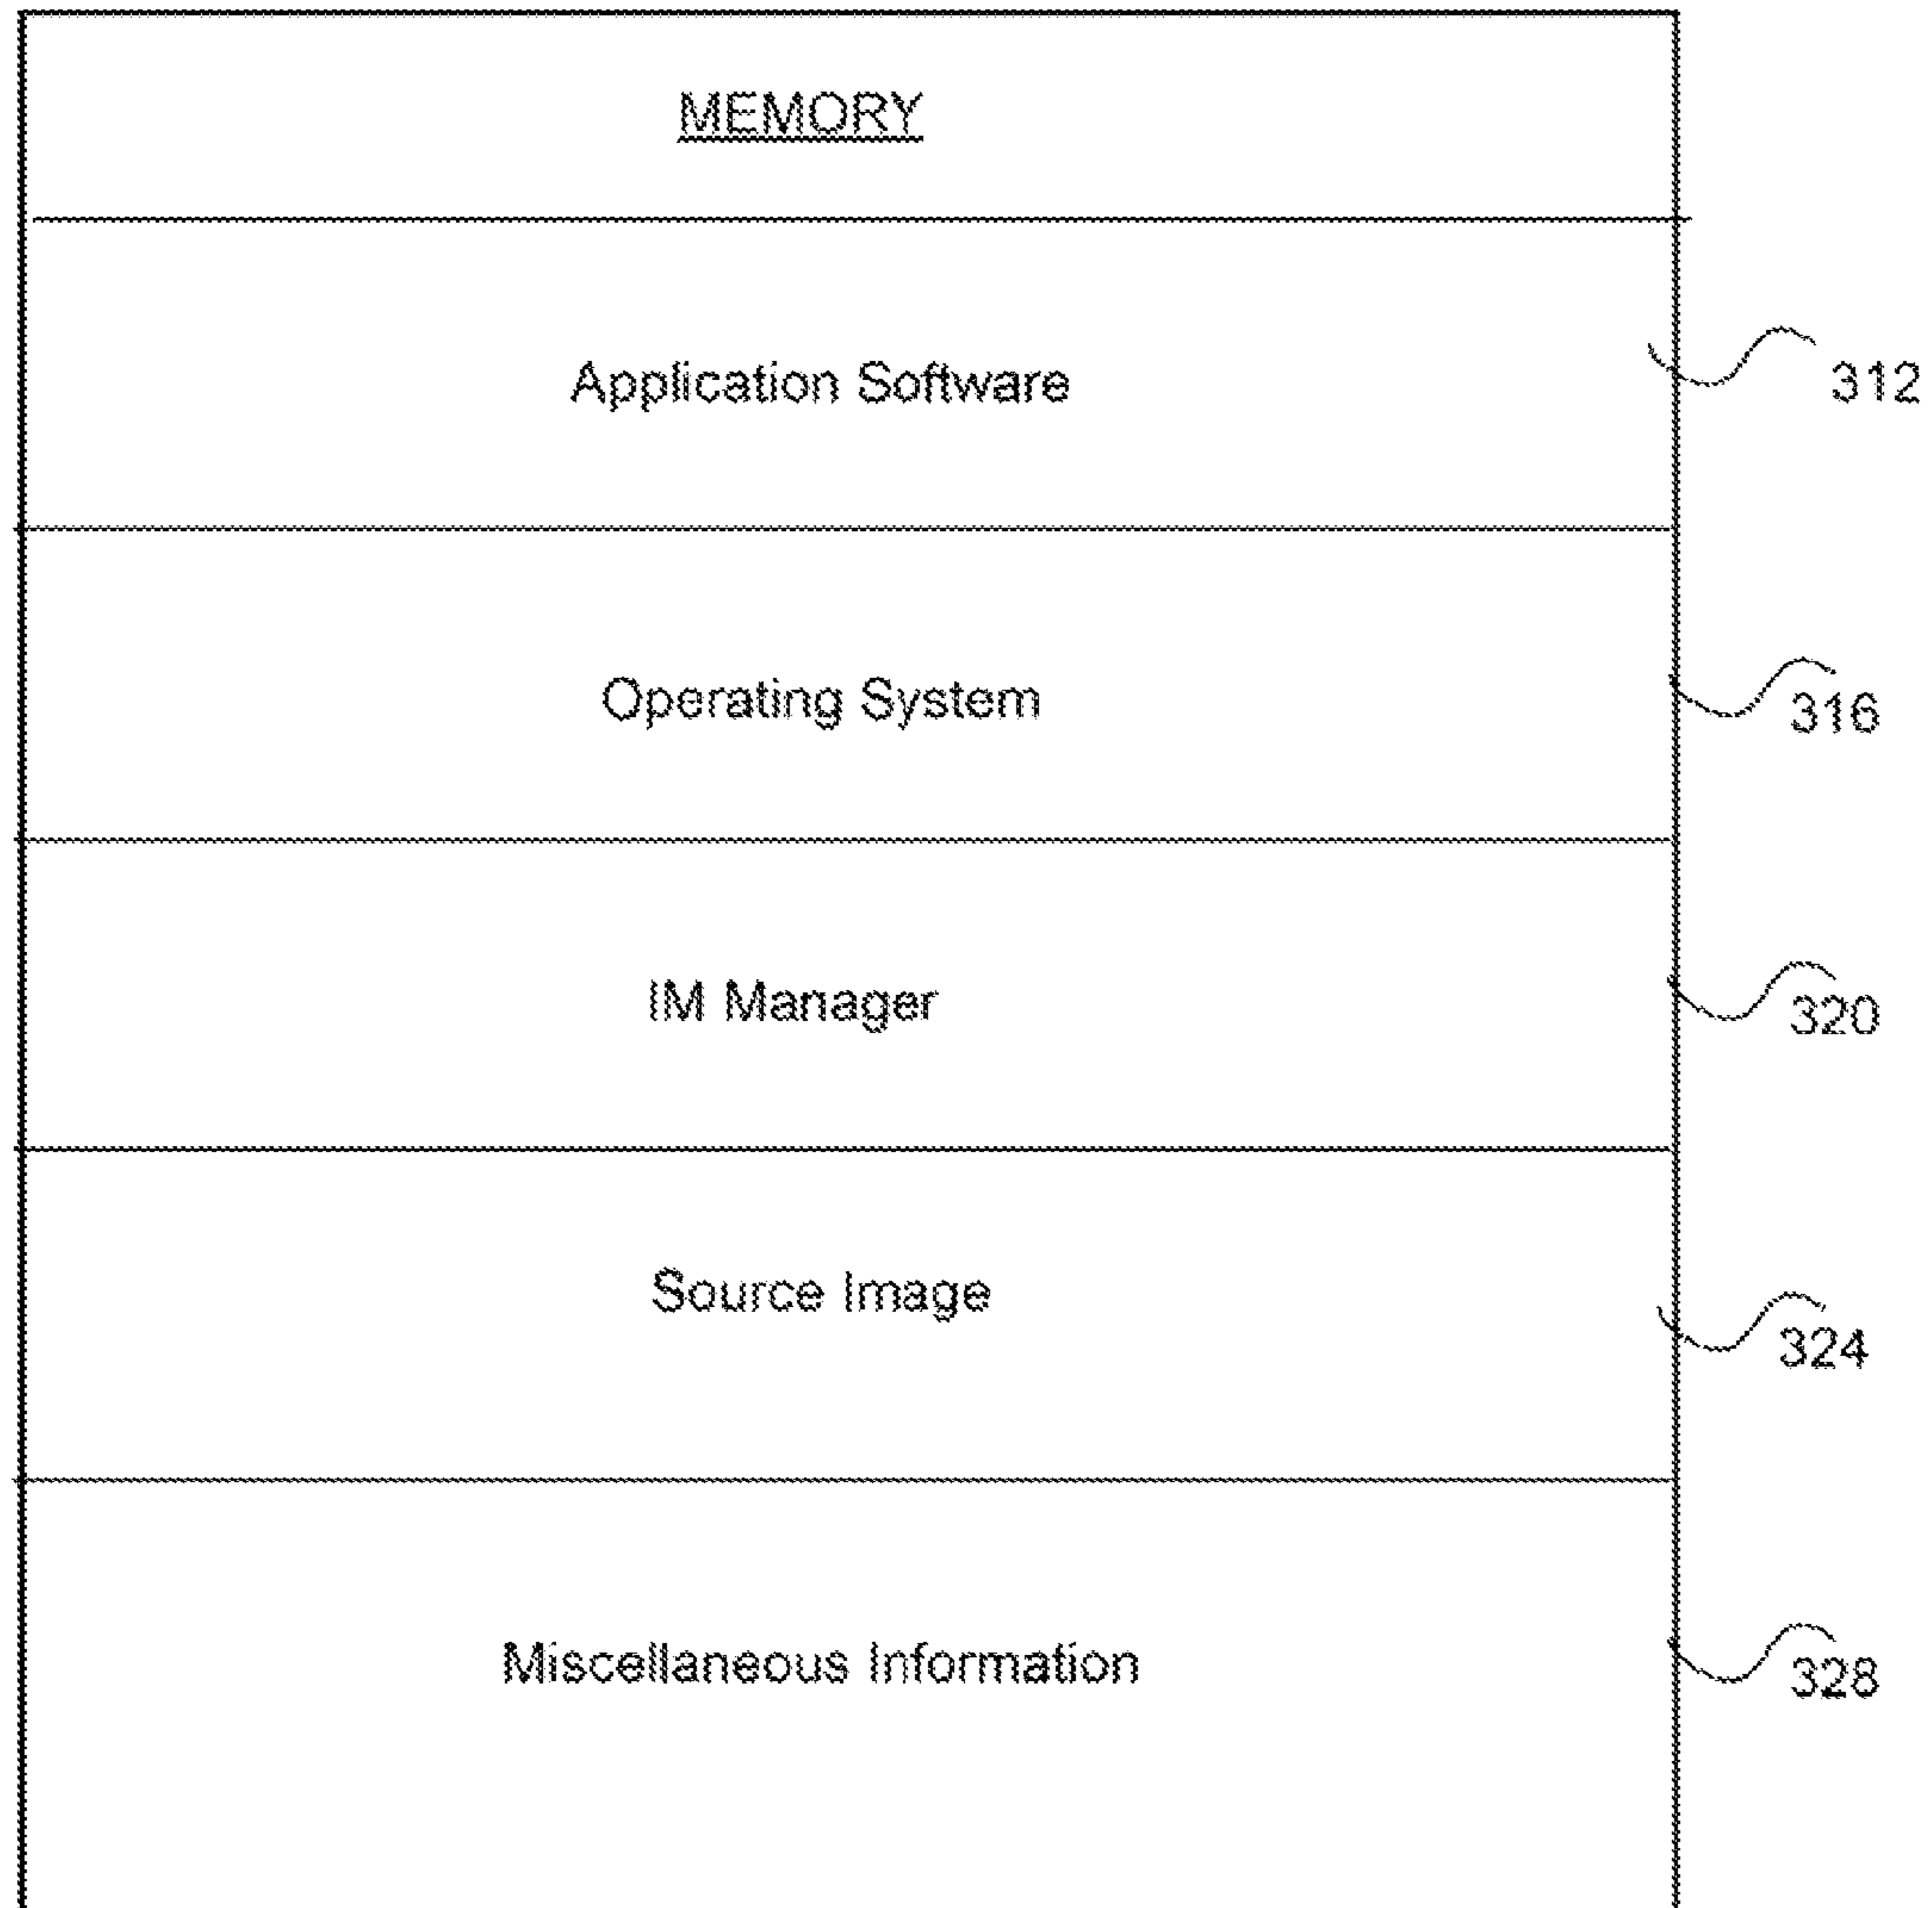 MEMORY
Application Software
312
Operating System
316
IM Manager
320
Source Image
324
Miscellaneous Information
328